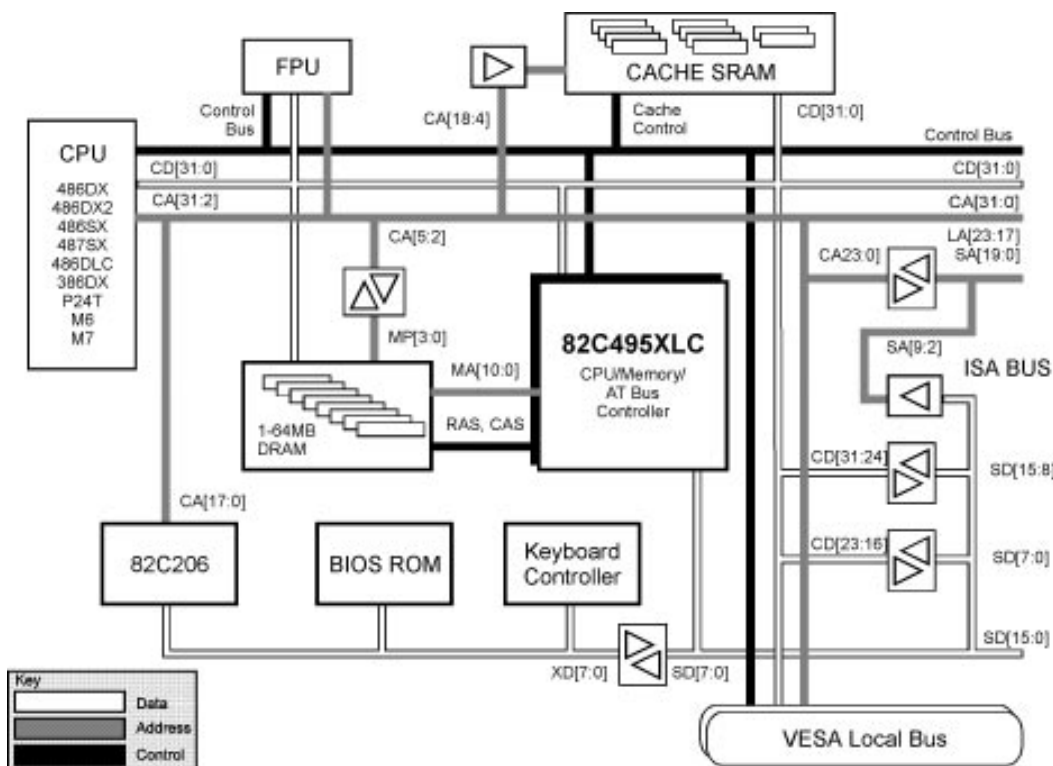 FPU
CACHE SRAM
Control
Bus
CA[18:4]
Cache
Control
CD[31:0]
Control Bus
CPU
486DX
486DX2
486SX
487SX
486DLC
386DX
P24T
M6
M7
CD[31:0]
CD[31:0]
CA[31:2]
CA[31:0]
CA[5:2]
LA[23:17]
CA23:0]
SA[19:0]
MP[3:0]
82C495XLC
CPU/Memory/
AT Bus
Controller
SA[9:2]
ISA BUS
MA[10:0]
1-64MB
DRAM
RAS, CAS
CD[31:24]
SD[15:8]
CA[17:0]
82C206
BIOS ROM
Keyboard
Controller
CD[23:16]
SD[7:0]
SD[15:0]
XD[7:0]
SD[7:0]
Key
Data
Address
Control
VESA Local Bus